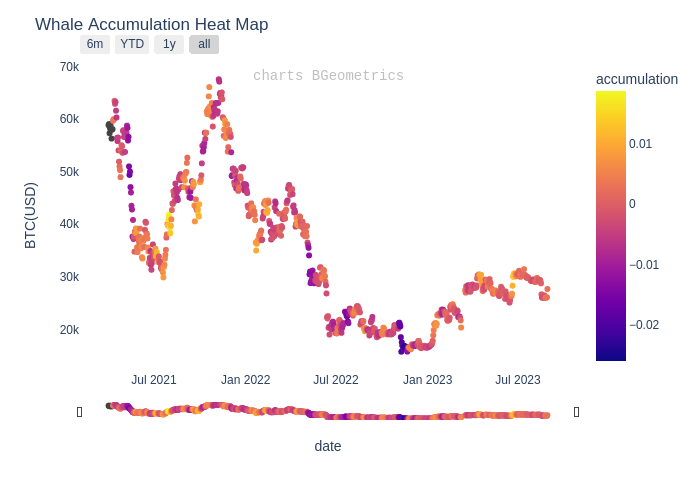 Whale Accumulation Heat Map
6m YTD 1y all
charts BGeometrics
accumulation
70k
60k
50k
40k
30k
20k
BTC(USD)
0.01
0
−0.01
−0.02
Jul 2021 Jan 2022 Jul 2022 Jan 2023 Jul 2023
date